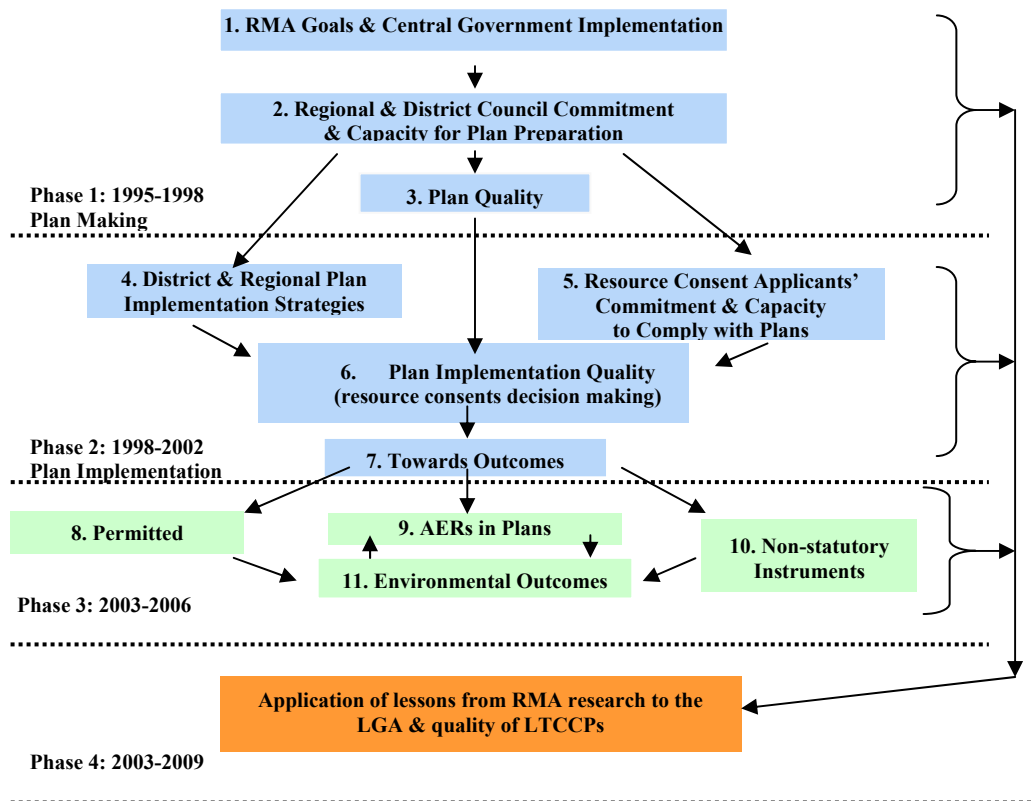 1. RMA Goals & Central Government Implementation
2. Regional & District Council Commitment
& Capacity for Plan Preparation
3. Plan Quality
Phase 1: 1995-1998
Plan Making
4. District & Regional Plan
Implementation Strategies
5. Resource Consent Applicants’
Commitment & Capacity
to Comply with Plans
6. Plan Implementation Quality
(resource consents decision making)
Phase 2: 1998-2002
Plan Implementation
7. Towards Outcomes
8. Permitted
9. AERs in Plans
10. Non-statutory
Instruments
11. Environmental Outcomes
Phase 3: 2003-2006
Application of lessons from RMA research to the
LGA & quality of LTCCPs
Phase 4: 2003-2009